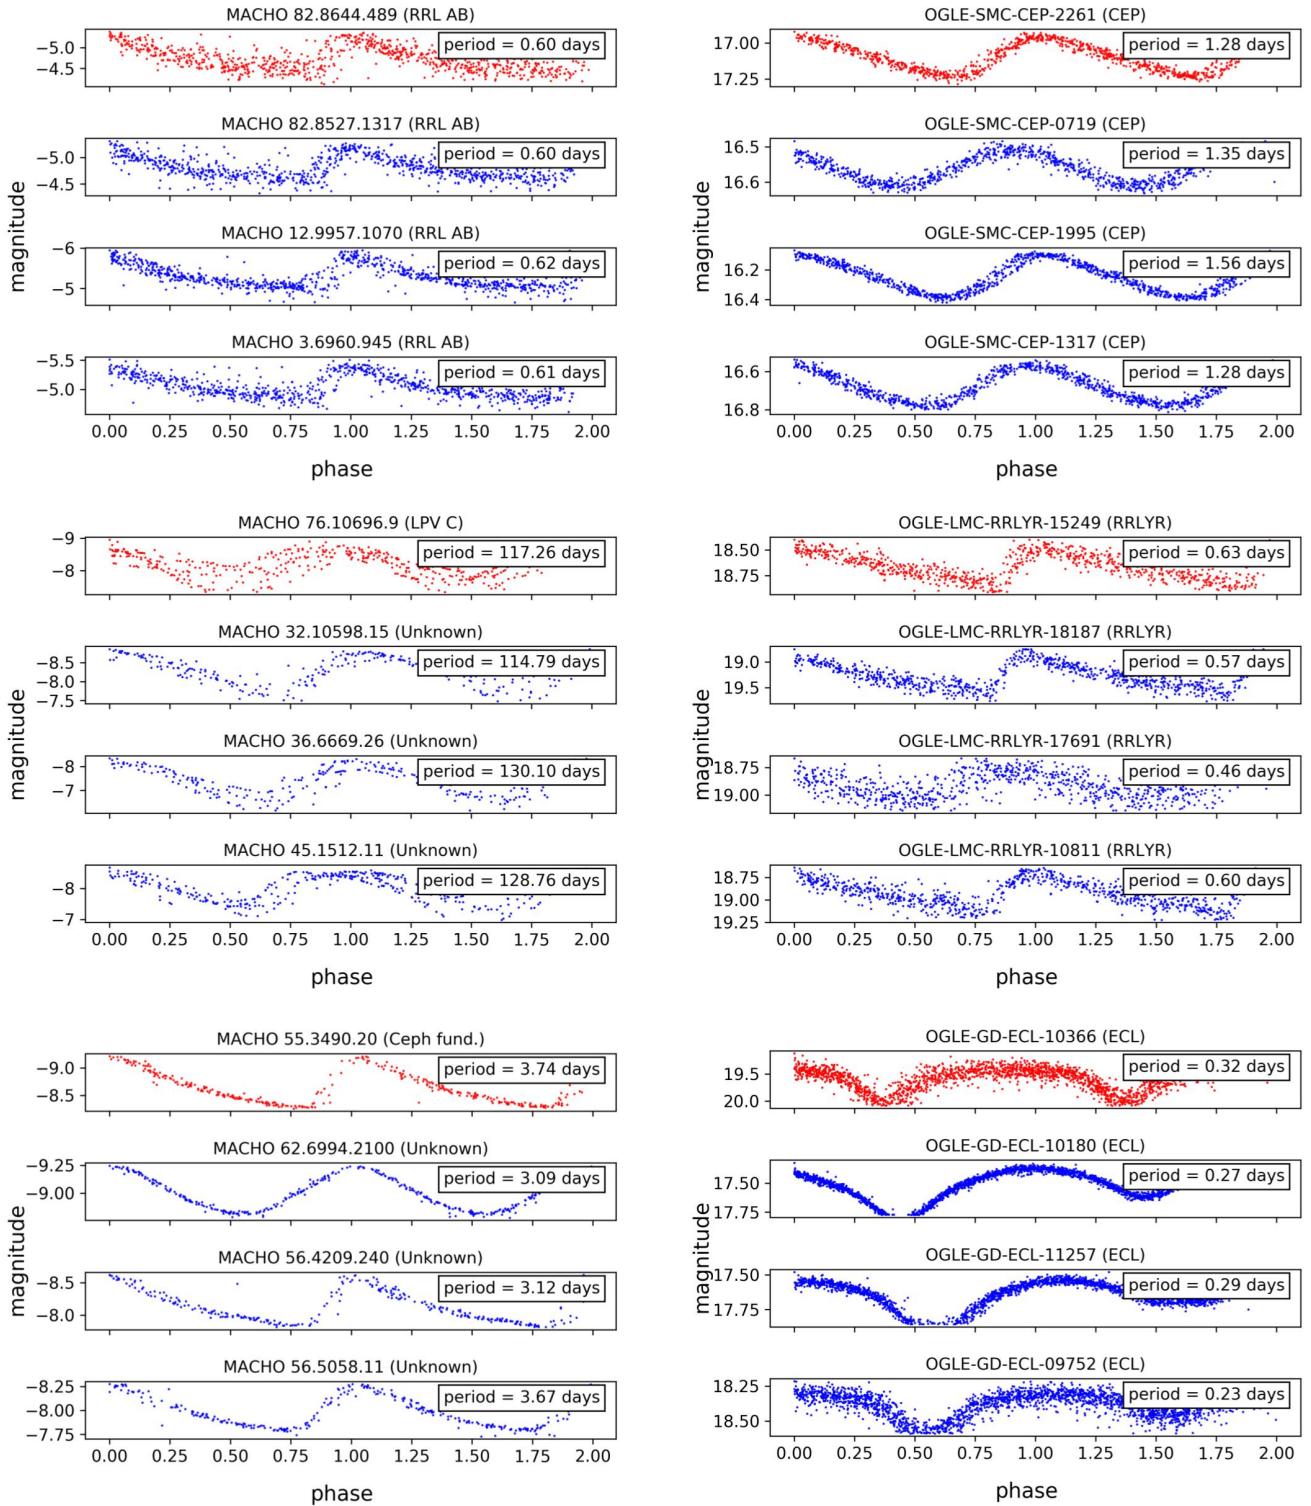 MACHO 82.8644.489 (RRL AB)
−5.0
−4.5
period = 0.60 days
MACHO 82.8527.1317 (RRL AB)
−5.0
−4.5
period = 0.60 days
MACHO 12.9957.1070 (RRL AB)
−6
−5
period = 0.62 days
MACHO 3.6960.945 (RRL AB)
−5.5
−5.0
period = 0.61 days
0.00 0.25 0.50 0.75 1.00 1.25 1.50 1.75 2.00
phase
magnitude
OGLE-SMC-CEP-2261 (CEP)
17.00
17.25
period = 1.28 days
OGLE-SMC-CEP-0719 (CEP)
16.5
16.6
period = 1.35 days
OGLE-SMC-CEP-1995 (CEP)
16.2
16.4
period = 1.56 days
OGLE-SMC-CEP-1317 (CEP)
16.6
16.8
period = 1.28 days
0.00 0.25 0.50 0.75 1.00 1.25 1.50 1.75 2.00
phase
magnitude
MACHO 76.10696.9 (LPV C)
−9
−8
period = 117.26 days
MACHO 32.10598.15 (Unknown)
−8.5
−8.0
−7.5
period = 114.79 days
MACHO 36.6669.26 (Unknown)
−8
−7
period = 130.10 days
MACHO 45.1512.11 (Unknown)
−8
−7
period = 128.76 days
0.00 0.25 0.50 0.75 1.00 1.25 1.50 1.75 2.00
phase
magnitude
OGLE-LMC-RRLYR-15249 (RRLYR)
18.50
18.75
period = 0.63 days
OGLE-LMC-RRLYR-18187 (RRLYR)
19.0
19.5
period = 0.57 days
OGLE-LMC-RRLYR-17691 (RRLYR)
18.75
19.00
period = 0.46 days
OGLE-LMC-RRLYR-10811 (RRLYR)
18.75
19.00
19.25
period = 0.60 days
0.00 0.25 0.50 0.75 1.00 1.25 1.50 1.75 2.00
phase
magnitude
MACHO 55.3490.20 (Ceph fund.)
−9.0
−8.5
period = 3.74 days
MACHO 62.6994.2100 (Unknown)
−9.25
−9.00
period = 3.09 days
MACHO 56.4209.240 (Unknown)
−8.5
−8.0
period = 3.12 days
MACHO 56.5058.11 (Unknown)
−8.25
−8.00
−7.75
period = 3.67 days
0.00 0.25 0.50 0.75 1.00 1.25 1.50 1.75 2.00
phase
magnitude
OGLE-GD-ECL-10366 (ECL)
19.5
20.0
period = 0.32 days
OGLE-GD-ECL-10180 (ECL)
17.50
17.75
period = 0.27 days
OGLE-GD-ECL-11257 (ECL)
17.50
17.75
period = 0.29 days
OGLE-GD-ECL-09752 (ECL)
18.25
18.50
period = 0.23 days
0.00 0.25 0.50 0.75 1.00 1.25 1.50 1.75 2.00
phase
magnitude